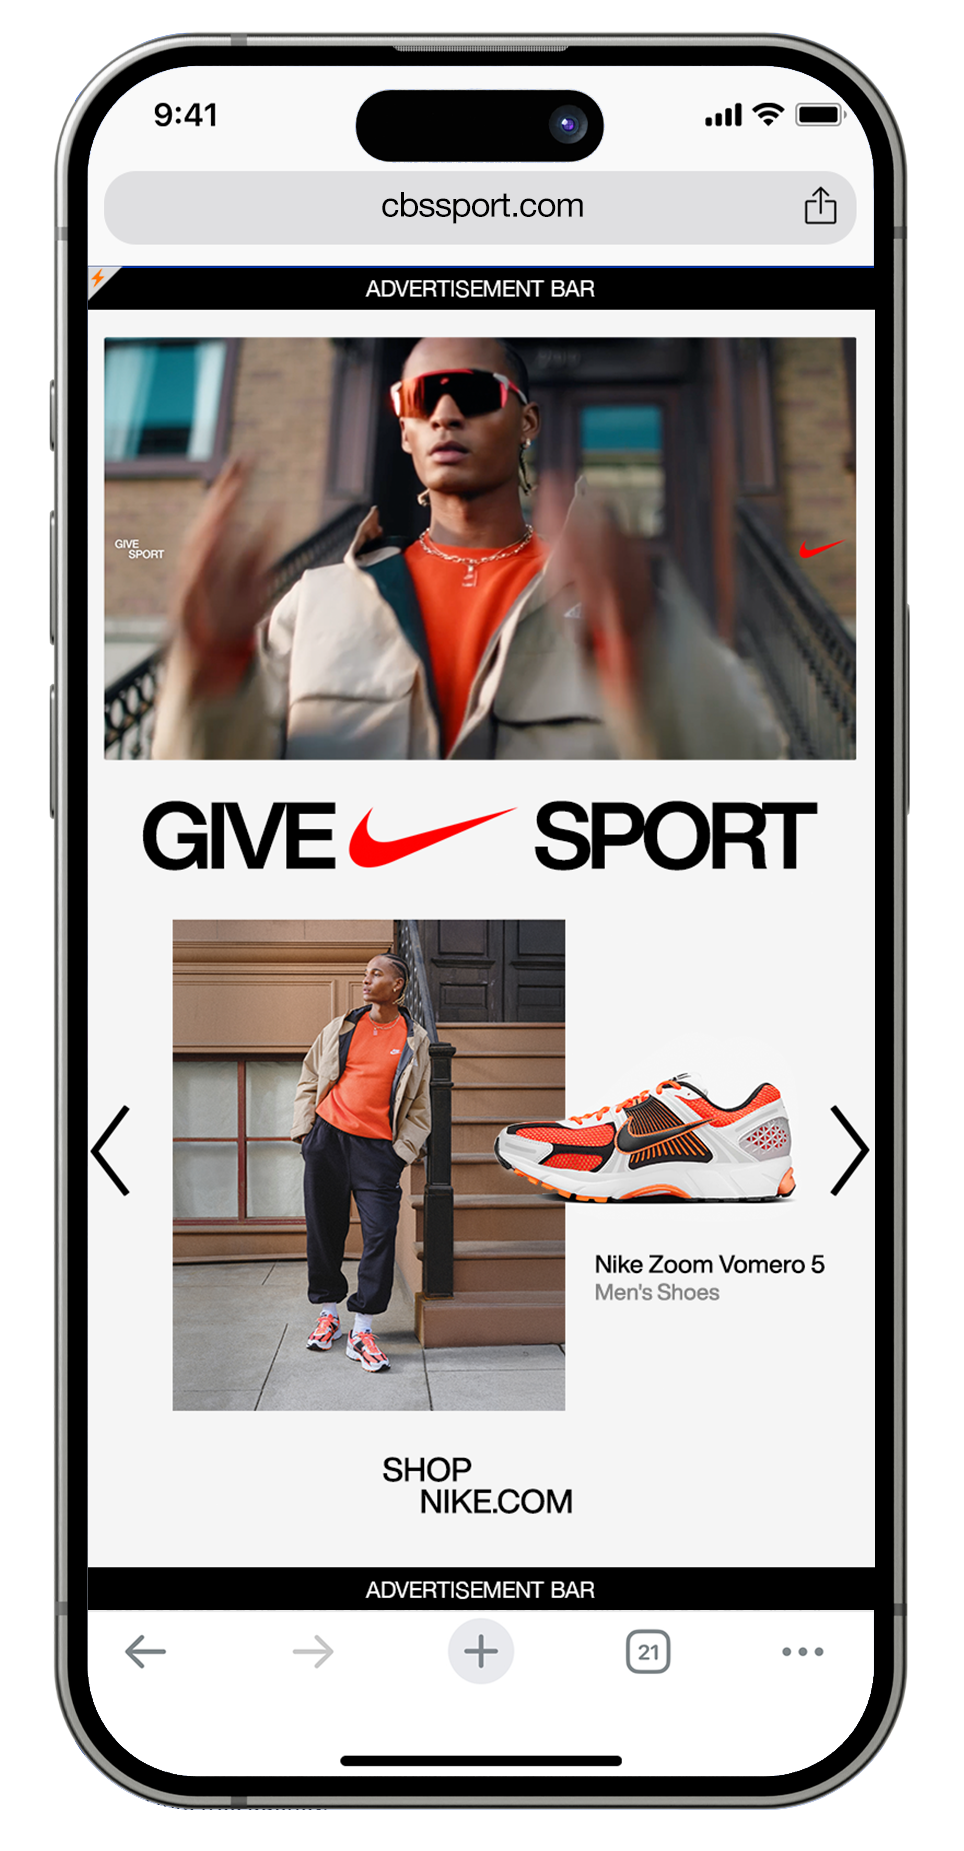 9:41
cbssport.com
ADVERTISEMENT BAR
GIVE
SPORT
GIVE SPORT
Nike Zoom Vomero 5
Men's Shoes
SHOP
NIKE.COM
ADVERTISEMENT BAR
21